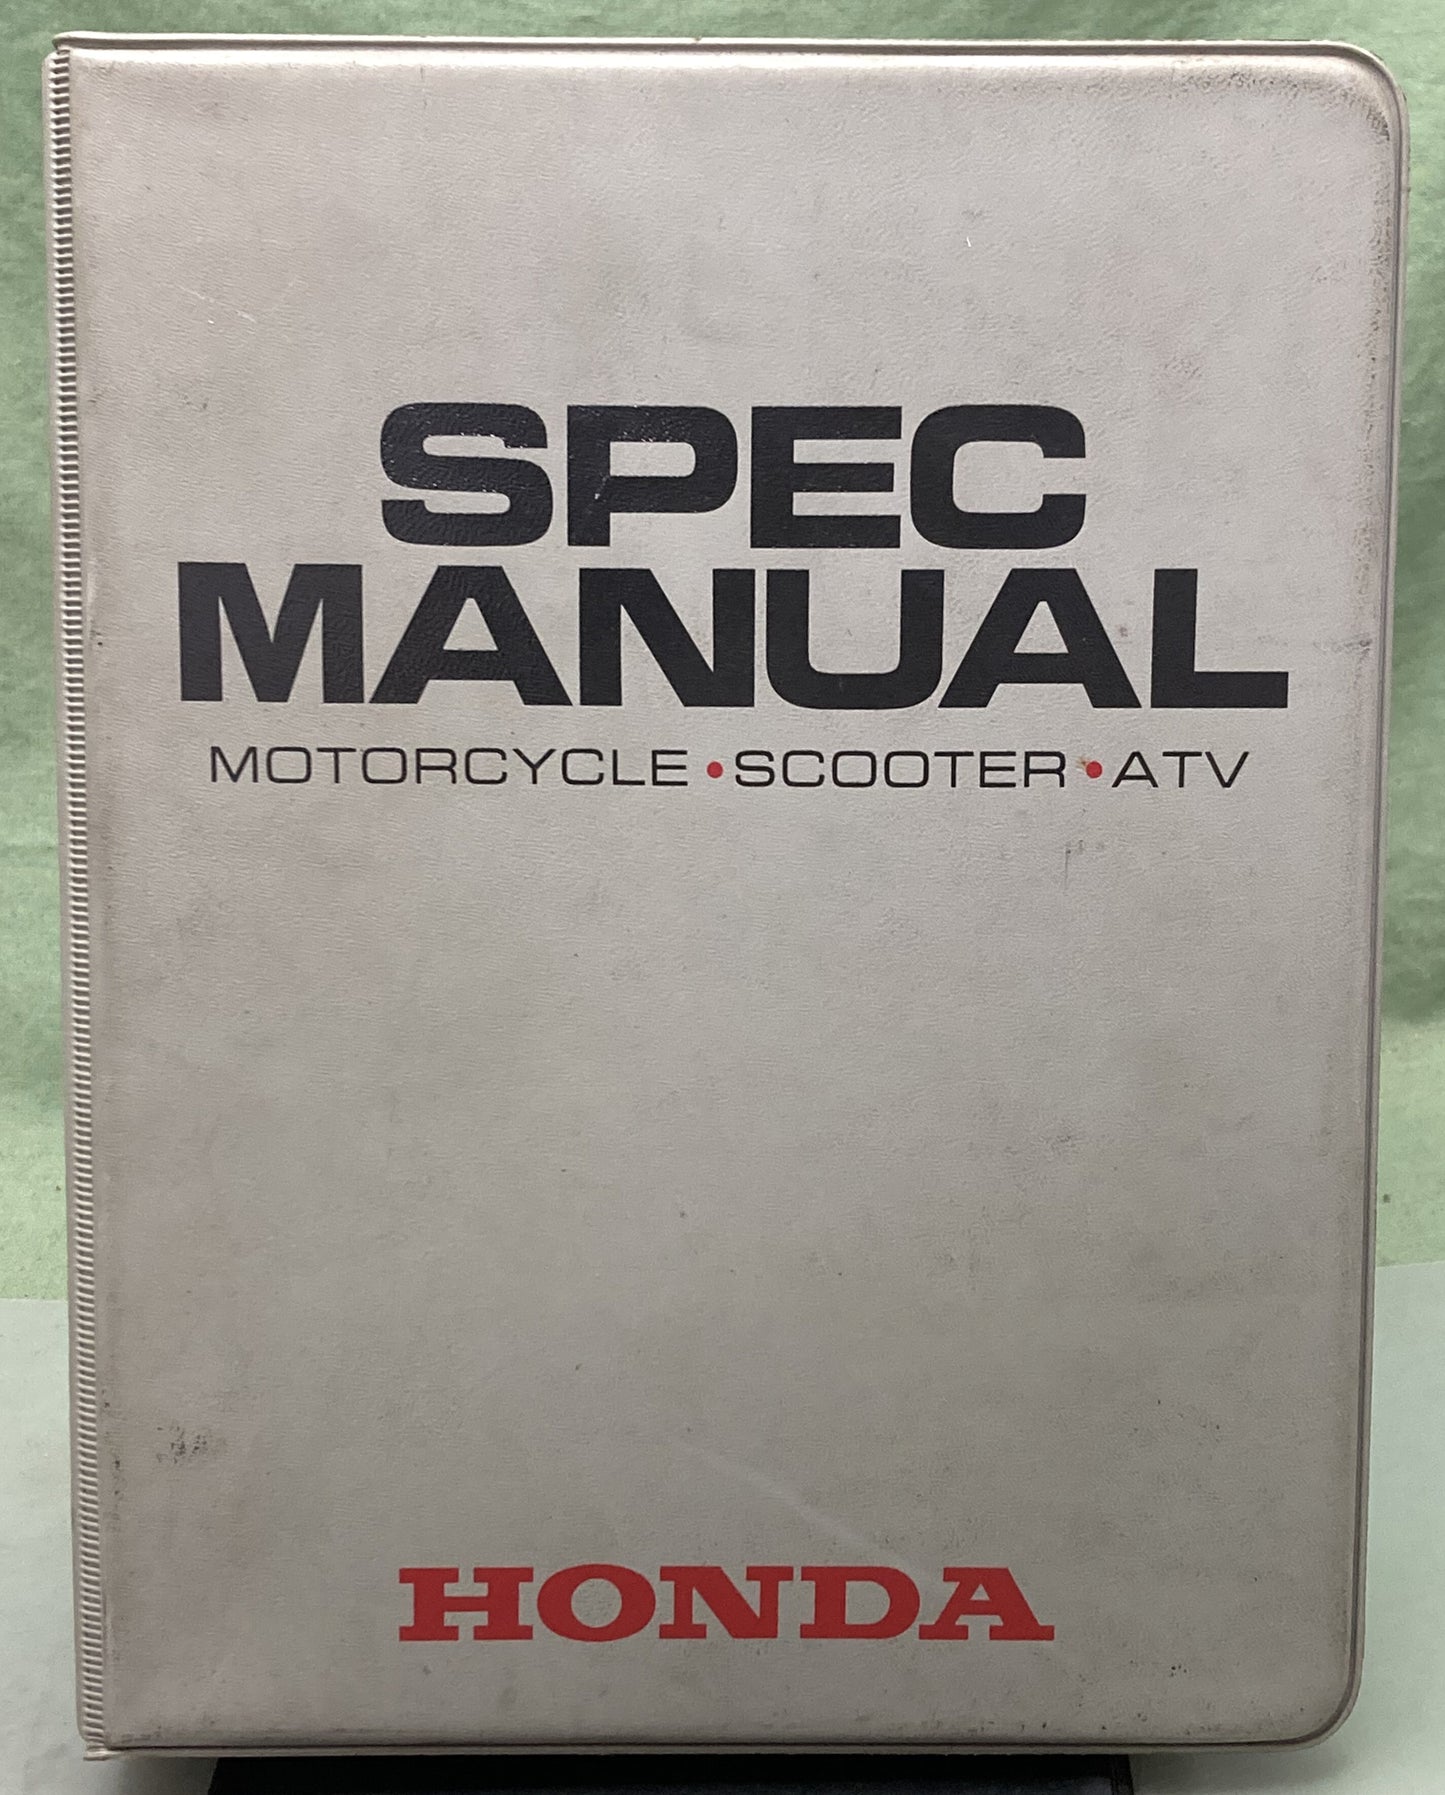 SPEC
MANUAL
MOTORCYCLE • SCOOTER • ATV
HONDA